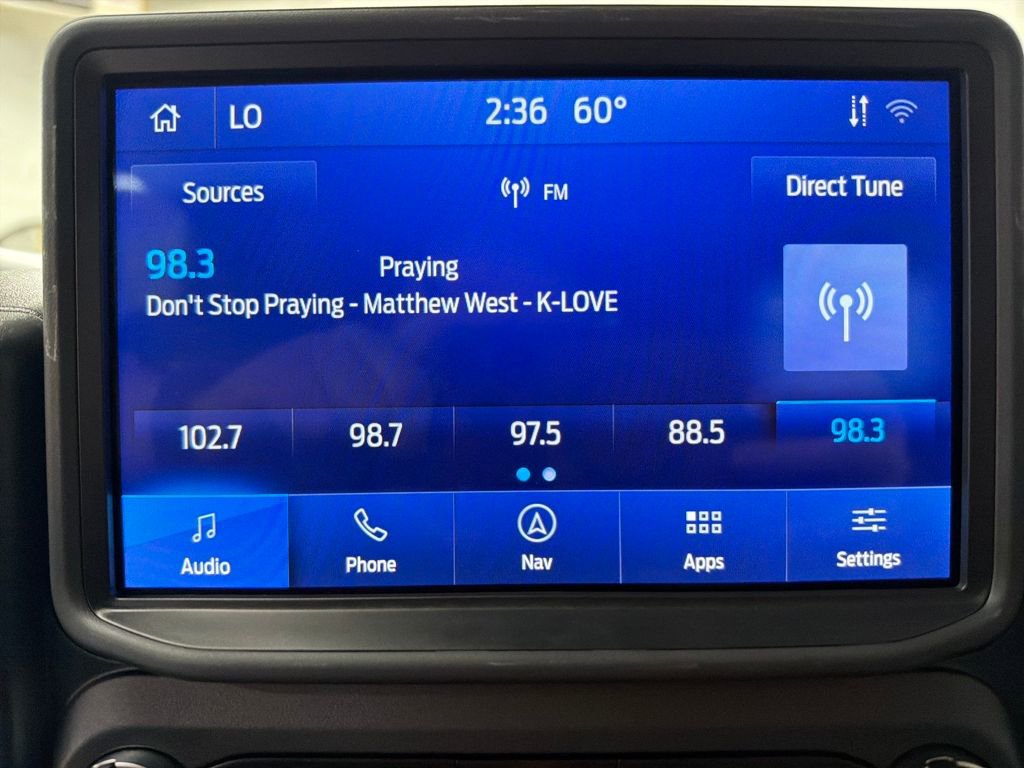 LO 2:36 60°
Sources FM Direct Tune
98.3 Praying
Don't Stop Praying - Matthew West - K-LOVE
102.7 98.7 97.5 88.5 98.3
Audio Phone Nav Apps Settings